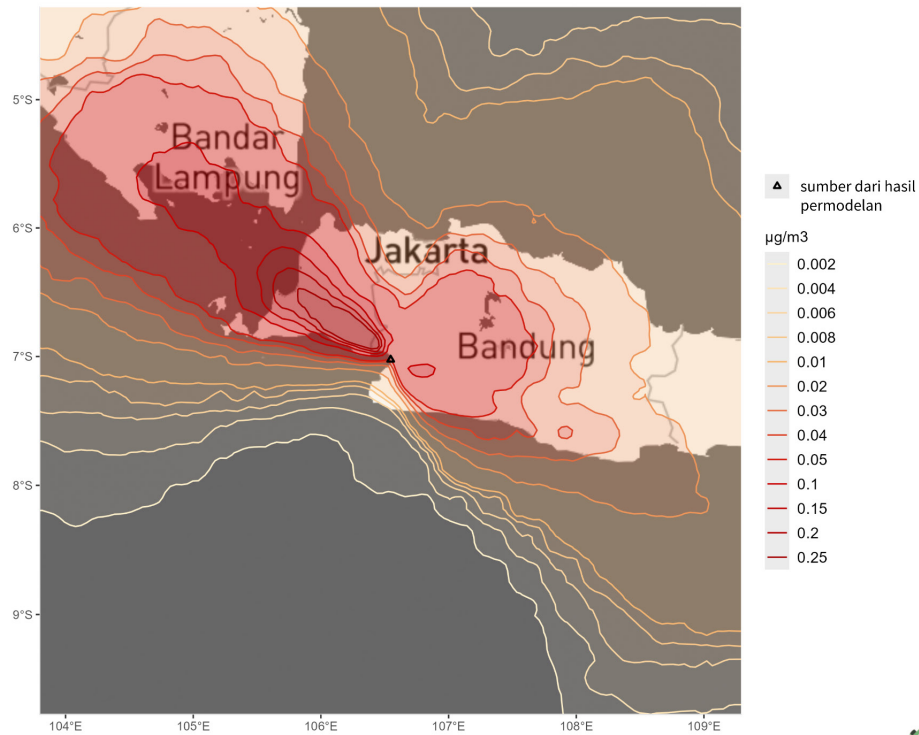 5°S
6°S
7°S
8°S
9°S
104°E
105°E
106°E
107°E
108°E
109°E
Bandar
Lampung
Jakarta
Bandung
sumber dari hasil
permodelan
µg/m3
0.002
0.004
0.006
0.008
0.01
0.02
0.03
0.04
0.05
0.1
0.15
0.2
0.25